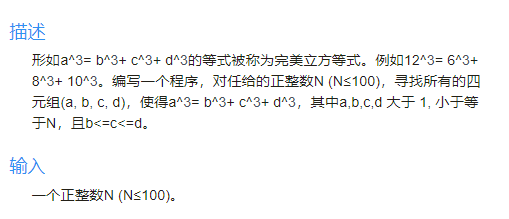 描述
形如a^3= b^3+ c^3+ d^3的等式被称为完美立方等式。例如12^3= 6^3+
8^3+ 10^3。编写一个程序，对任给的正整数N (N≤100)，寻找所有的四
元组(a, b, c, d)，使得a^3= b^3+ c^3+ d^3，其中a,b,c,d 大于 1, 小于等
于N，且b<=c<=d。
输入
一个正整数N (N≤100)。